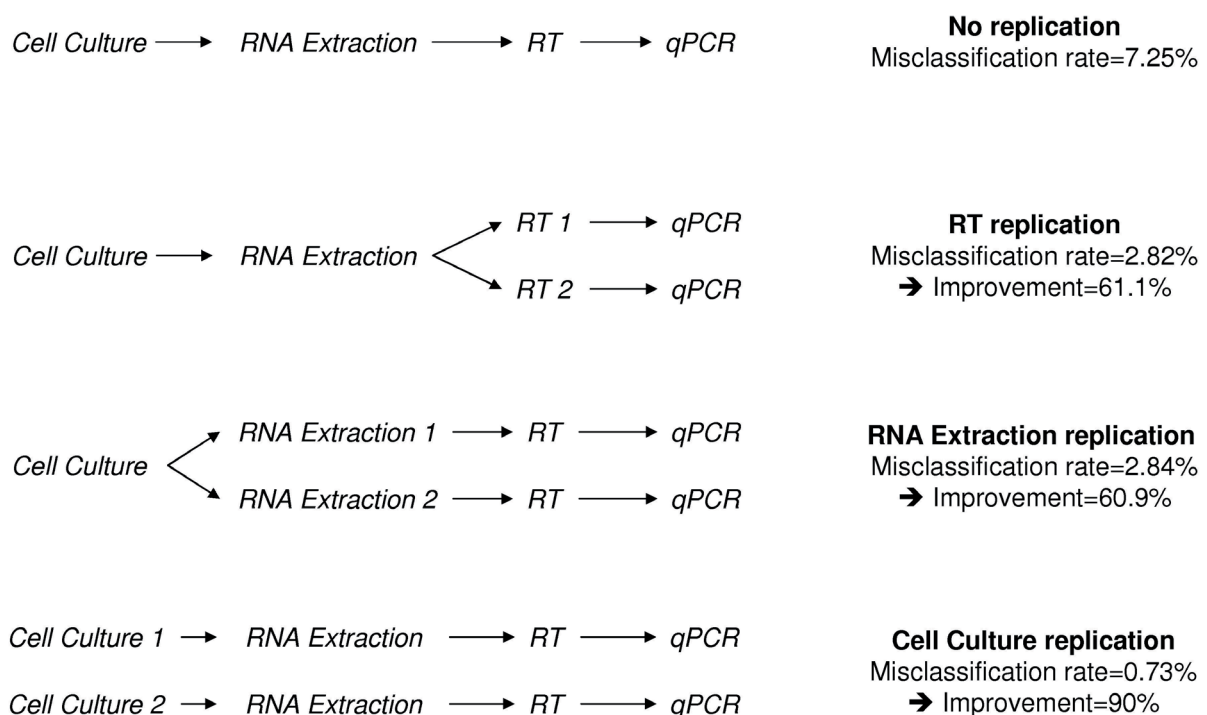 No replication
Cell Culture → RNA Extraction → RT → qPCR
Misclassification rate=7.25%
RT 1 → qPCR
RT replication
Cell Culture → RNA Extraction
Misclassification rate=2.82%
RT 2 → qPCR
➔ Improvement=61.1%
RNA Extraction 1 → RT → qPCR
RNA Extraction replication
Cell Culture
Misclassification rate=2.84%
RNA Extraction 2 → RT → qPCR
➔ Improvement=60.9%
Cell Culture 1 → RNA Extraction → RT → qPCR
Cell Culture replication
Misclassification rate=0.73%
Cell Culture 2 → RNA Extraction → RT → qPCR
➔ Improvement=90%